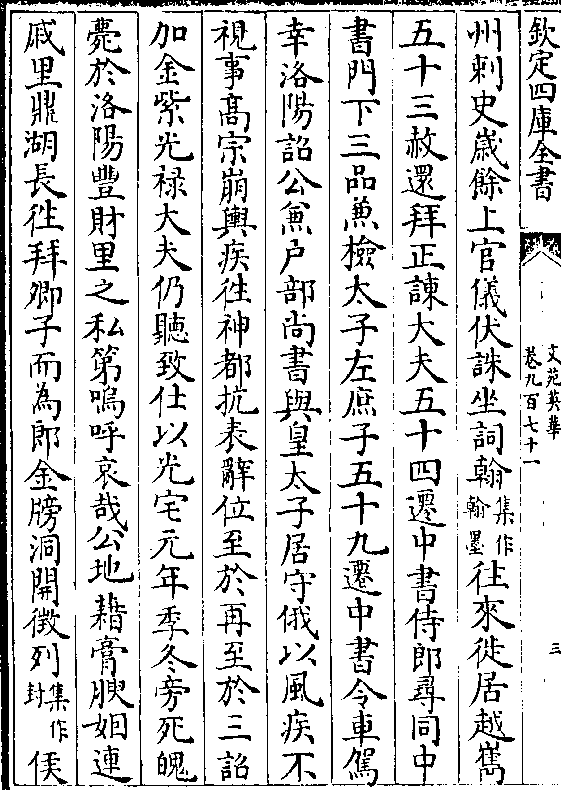 欽定四庫全書
文苑英華
卷九百七十一
三
州刺史歲餘上官儀伏誅坐詞翰集作翰墨往來徙居越嶲
五十三赦還拜正諫大夫五十四遷中書侍郎尋同中
書門下三品兼檢太子左庶子五十九遷中書令車駕
幸洛陽詔公兼户部尚書與皇太子居守俄以風疾不
視事髙宗崩輿疾徃神都抗表辭位至於再至於三詔
加金紫光禄大夫仍聽致仕以光宅元年季冬旁死魄
薨於洛陽豐財里之私第嗚呼哀哉公地藉膏腴姻連
戚里鼎湖長徃拜卿子而為郎金牓洞開徵列集作封侯